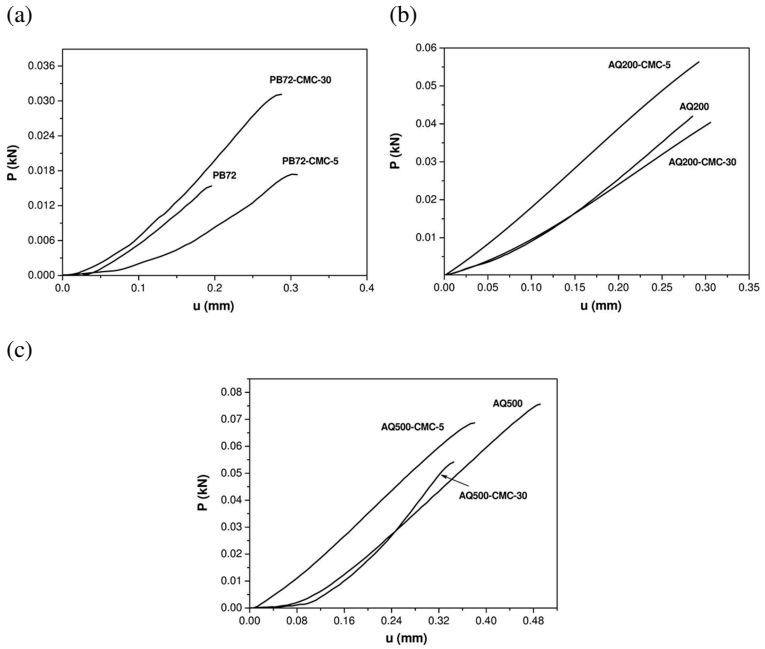 (a)
0.036
0.030
0.024
0.018
0.012
0.006
0.000
P (kN)
PB72-CMC-30
PB72
PB72-CMC-5
0.0
0.1
0.2
0.3
0.4
u (mm)
(b)
0.06
0.05
0.04
0.03
0.02
0.01
P (kN)
AQ200-CMC-5
AQ200
AQ200-CMC-30
0.00
0.05
0.10
0.15
0.20
0.25
0.30
0.35
u (mm)
(c)
0.08
0.07
0.06
0.05
0.04
0.03
0.02
0.01
0.00
P (kN)
AQ500
AQ500-CMC-5
AQ500-CMC-30
0.00
0.08
0.16
0.24
0.32
0.40
0.48
u (mm)